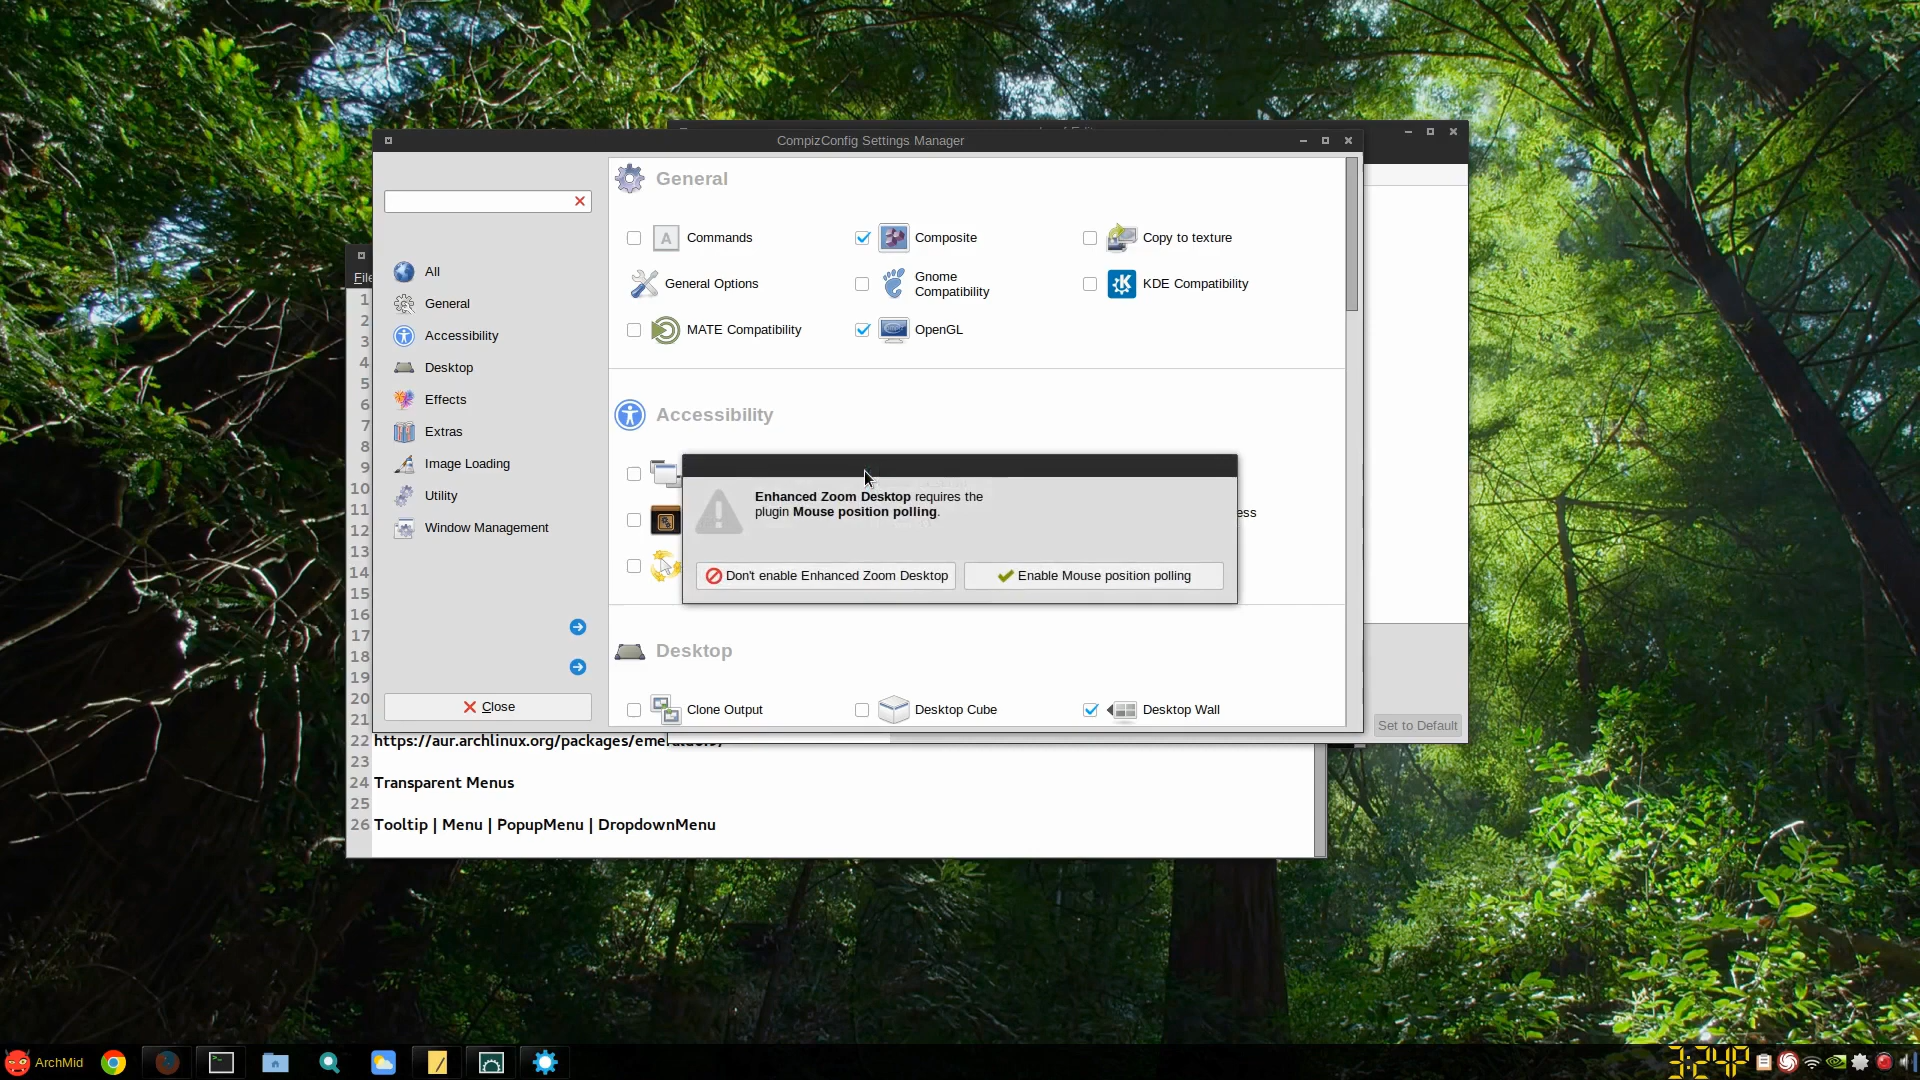 CompizConfig Settings Manager
General
Commands
Composite
Copy to texture
General Options
Gnome
Compatibility
KDE Compatibility
MATE Compatibility
OpenGL
All
General
Accessibility
Desktop
Effects
Extras
Image Loading
Utility
Window Management
Close
Accessibility
Enhanced Zoom Desktop requires the
plugin Mouse position polling.
Don't enable Enhanced Zoom Desktop
Enable Mouse position polling
ess
Desktop
Clone Output
Desktop Cube
Desktop Wall
Set to Default
File
1
2
3
4
5
6
7
8
9
10
11
12
13
14
15
16
17
18
19
20
21
22 https://aur.archlinux.org/packages/
23
24 Transparent Menus
25
26 Tooltip | Menu | PopupMenu | DropdownMenu
ArchMid
3:24P